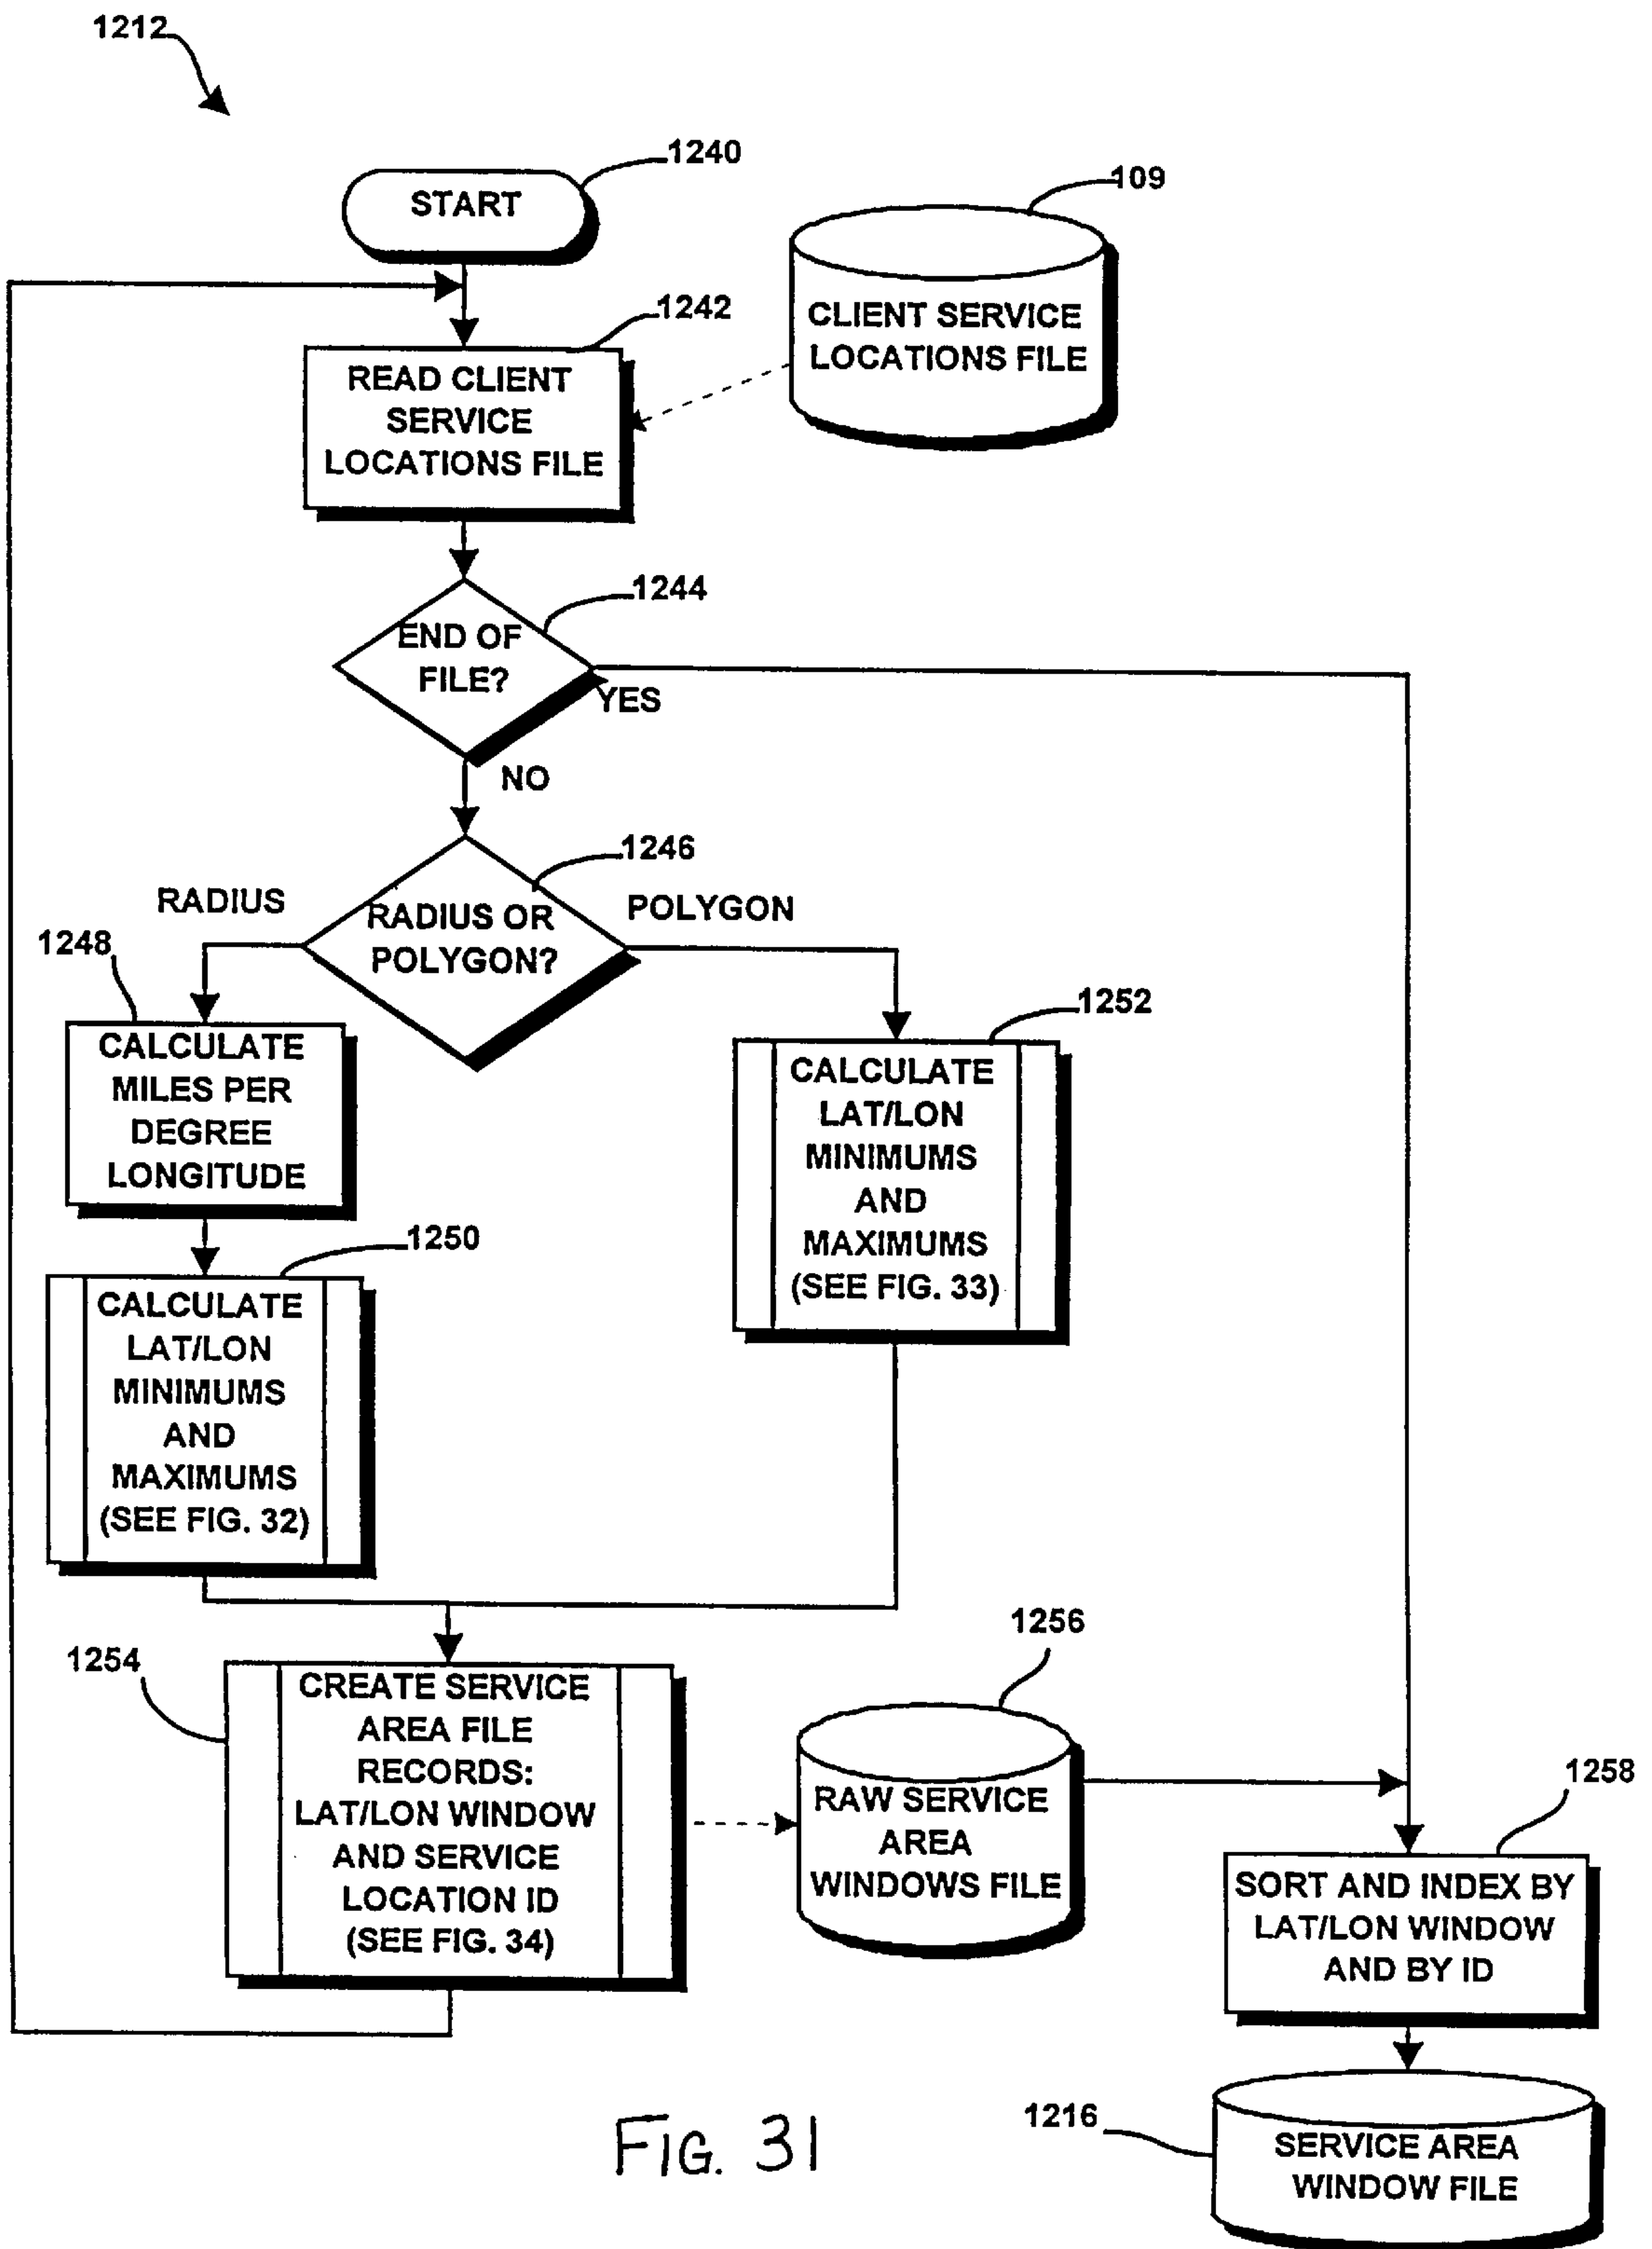 1212
1240
START
109
CLIENT SERVICE
LOCATIONS FILE
1242
READ CLIENT
SERVICE
LOCATIONS FILE
1244
END OF
FILE?
YES
NO
1246
RADIUS
RADIUS OR
POLYGON?
POLYGON
1248
CALCULATE
MILES PER
DEGREE
LONGITUDE
1252
CALCULATE
LAT/LON
MINIMUMS
AND
MAXIMUMS
(SEE FIG. 33)
1250
CALCULATE
LAT/LON
MINIMUMS
AND
MAXIMUMS
(SEE FIG. 32)
1254
CREATE SERVICE
AREA FILE
RECORDS:
LAT/LON WINDOW
AND SERVICE
LOCATION ID
(SEE FIG. 34)
1256
RAW SERVICE
AREA
WINDOWS FILE
1258
SORT AND INDEX BY
LAT/LON WINDOW
AND BY ID
1216
SERVICE AREA
WINDOW FILE
FIG. 31